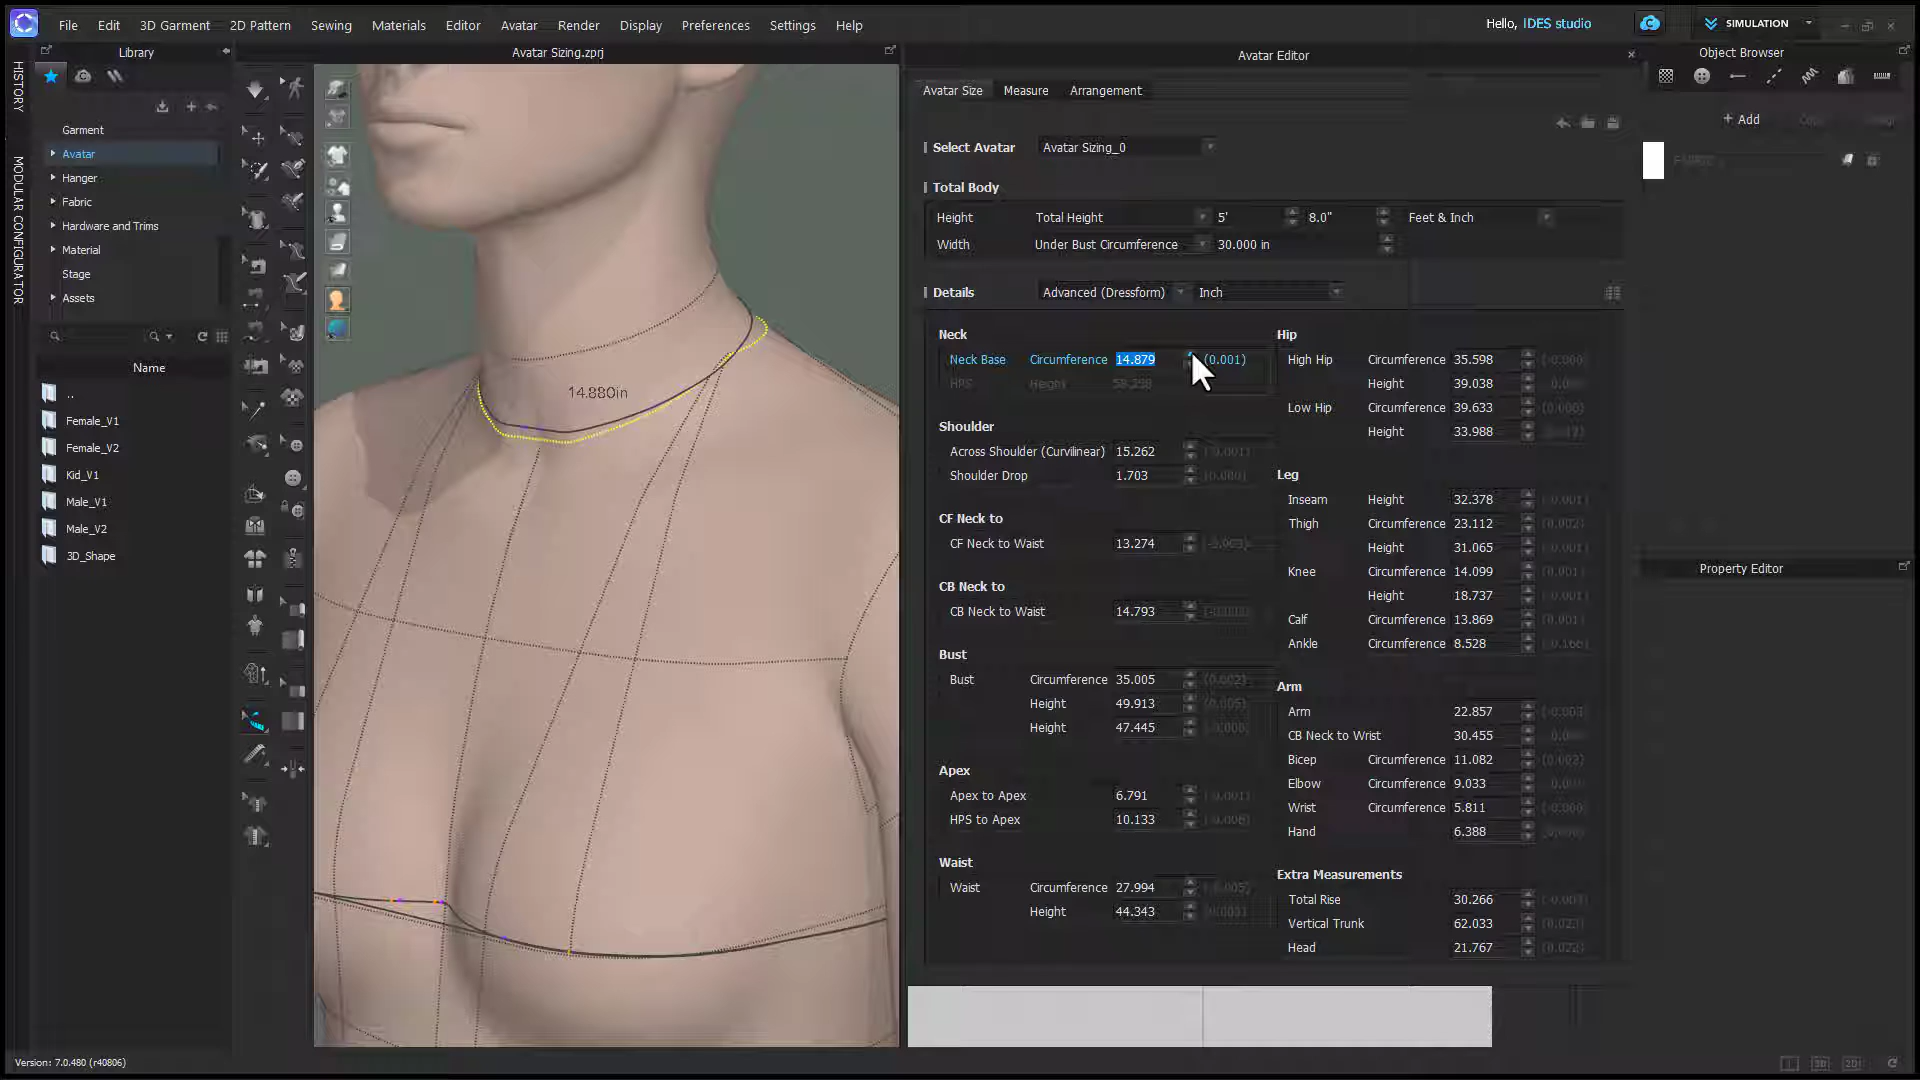 File Edit 3D Garment 2D Pattern Sewing Materials Editor Avatar Render Display Preferences Settings Help
Hello, IDES studio
SIMULATION
HISTORY
MODULAR CONFIGURATOR
Library
Avatar Sizing.zprj
Avatar Editor
Object Browser
Garment
Avatar
Hanger
Fabric
Hardware and Trims
Material
Stage
Assets
Name
..
Female_V1
Female_V2
Kid_V1
Male_V1
Male_V2
3D_Shape
14.880in
Avatar Size Measure Arrangement
Select Avatar Avatar Sizing_0
Total Body
Height Total Height 5' 8.0" Feet & Inch
Width Under Bust Circumference 30.000 in
Details Advanced (Dressform) Inch
Neck
Neck Base Circumference 14.879 (0.001)
HPS Height
Shoulder
Across Shoulder (Curvilinear) 15.262
Shoulder Drop 1.703
CF Neck to
CF Neck to Waist 13.274
CB Neck to
CB Neck to Waist 14.793
Bust
Bust Circumference 35.005
Height 49.913
Height 47.445
Apex
Apex to Apex 6.791
HPS to Apex 10.133
Waist
Waist Circumference 27.994
Height 44.343
Hip
High Hip Circumference 35.598
Height 39.038
Low Hip Circumference 39.633
Height 33.988
Leg
Inseam Height 32.378
Thigh Circumference 23.112
Height 31.065
Knee Circumference 14.099
Height 18.737
Calf Circumference 13.869
Ankle Circumference 8.528
Arm
Arm 22.857
CB Neck to Wrist 30.455
Bicep Circumference 11.082
Elbow Circumference 9.033
Wrist Circumference 5.811
Hand 6.388
Extra Measurements
Total Rise 30.266
Vertical Trunk 62.033
Head 21.767
+ Add
FABRIC
Property Editor
Version: 7.0.480 (r40806)
3D 2D